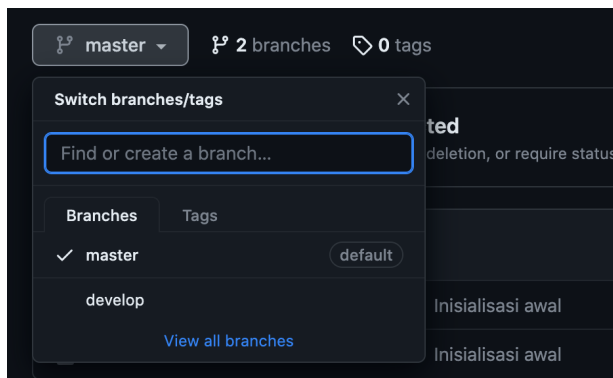 master 2 branches 0 tags
Switch branches/tags
ted
Find or create a branch...
deletion, or require status
Branches Tags
master default
develop
Inisialisasi awal
View all branches
Inisialisasi awal